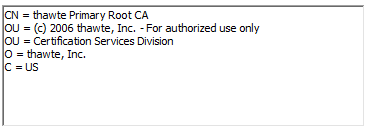 CN = thawte Primary Root CA
OU = (c) 2006 thawte, Inc. - For authorized use only
OU = Certification Services Division
O = thawte, Inc.
C = US